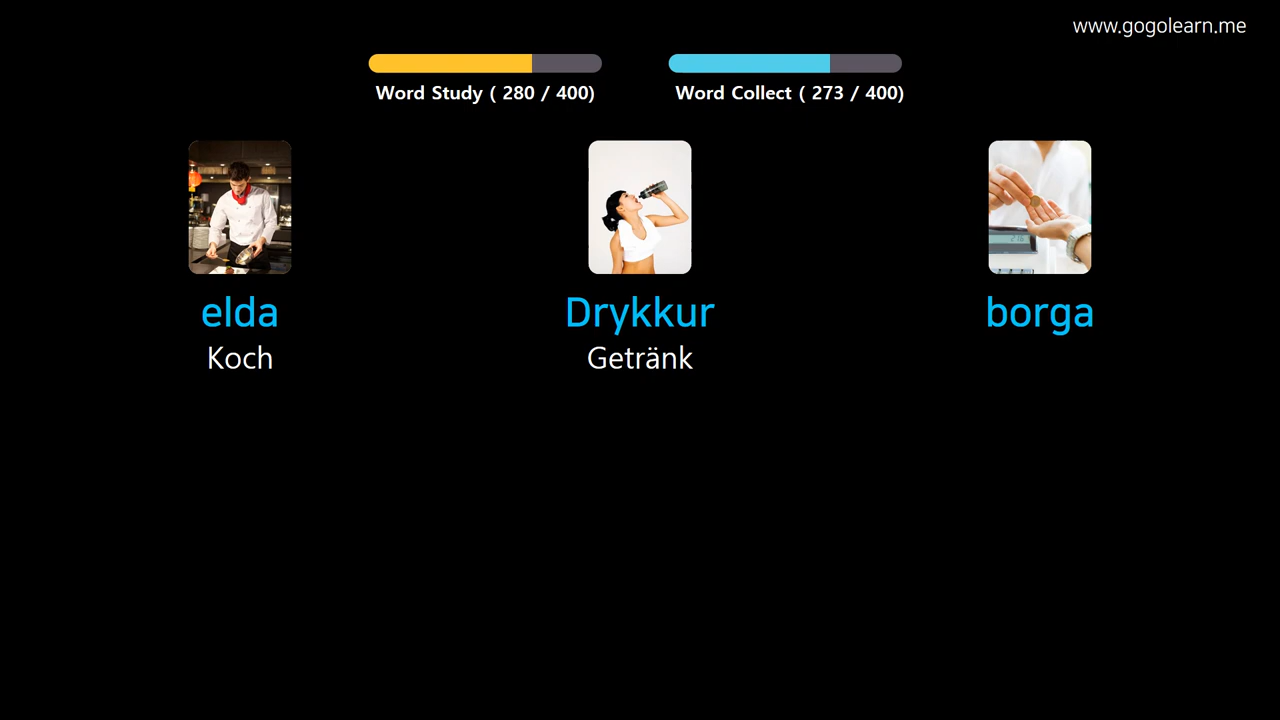 www.gogolearn.me
Word Study ( 280 / 400)
Word Collect ( 273 / 400)
elda
Drykkur
borga
Koch
Getränk